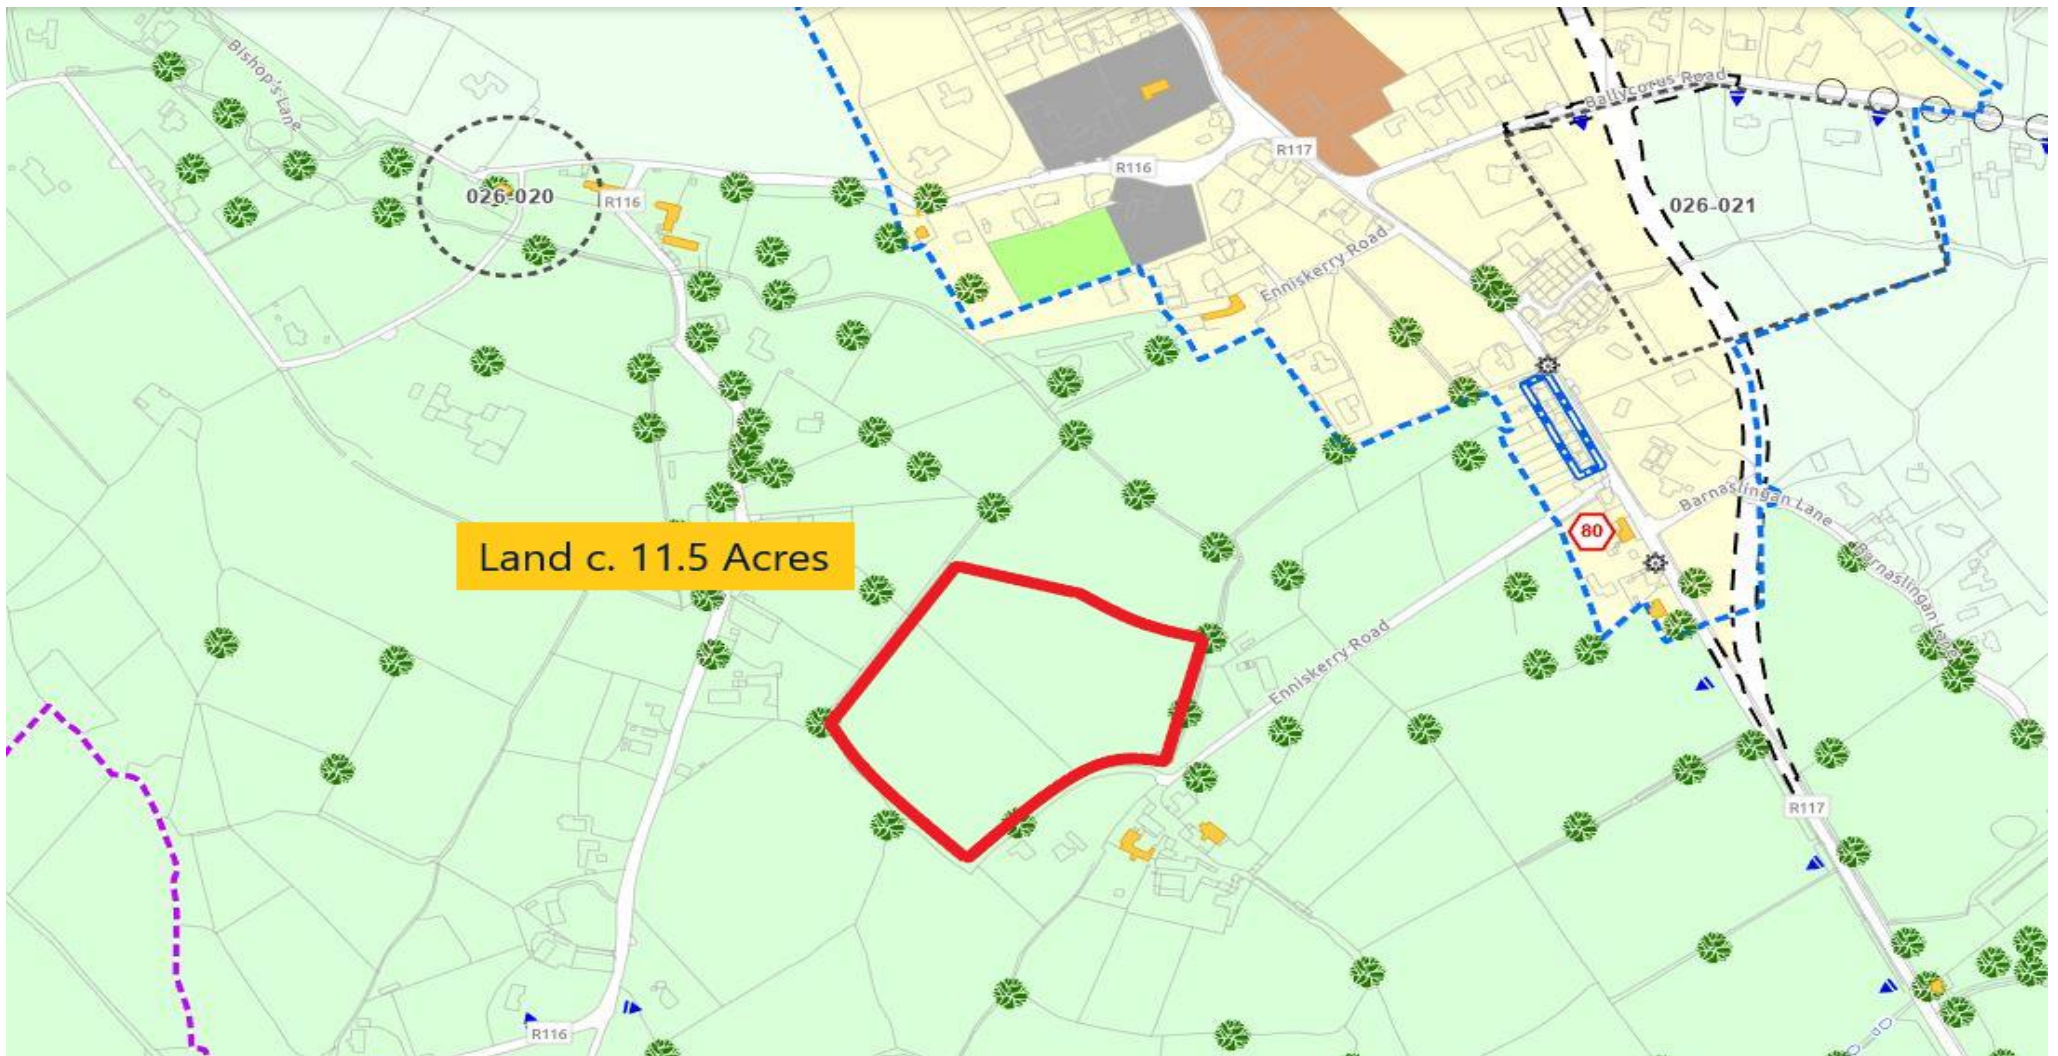 Bishop's Lane
Ballycorus Road
R117
R116
026-020
R116
026-021
Enniskerry Road
Barnaslingan Lane
80
Land c. 11.5 Acres
Barnaslingan Lane
Enniskerry Road
R117
R116